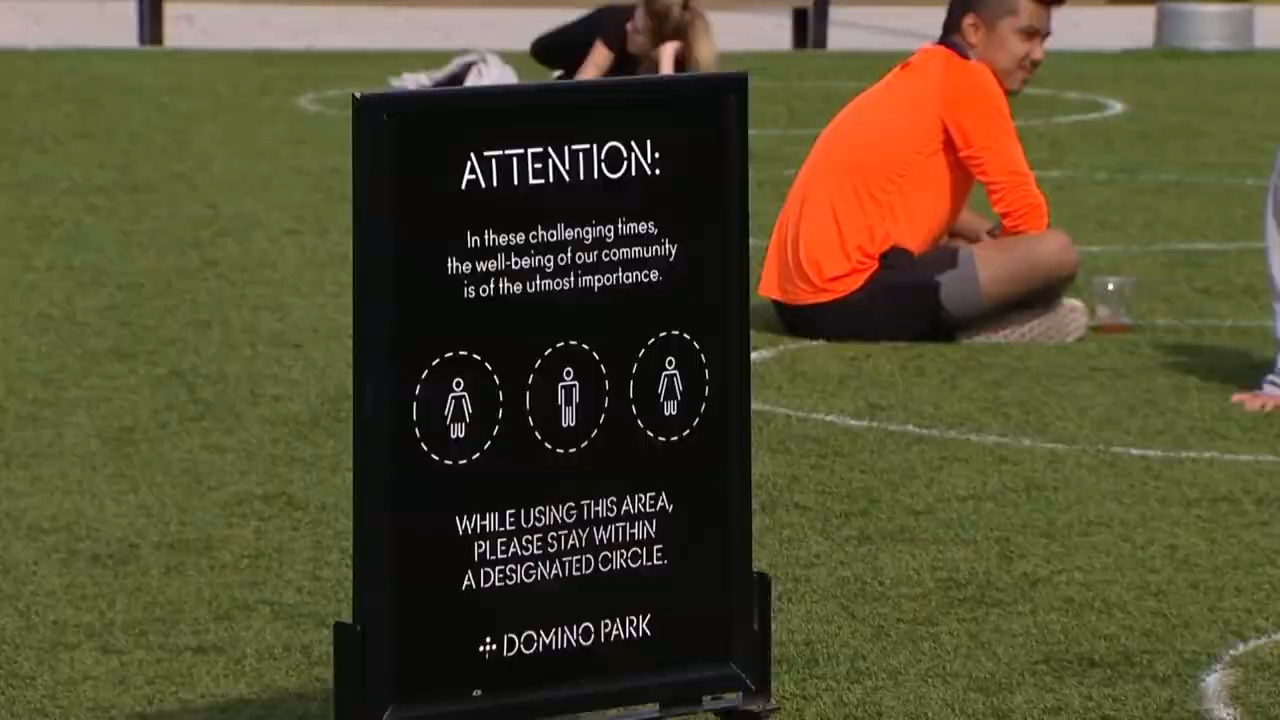 ATTENTION:
In these challenging times,
the well-being of our community
is of the utmost importance.
WHILE USING THIS AREA,
PLEASE STAY WITHIN
A DESIGNATED CIRCLE.
DOMINO PARK